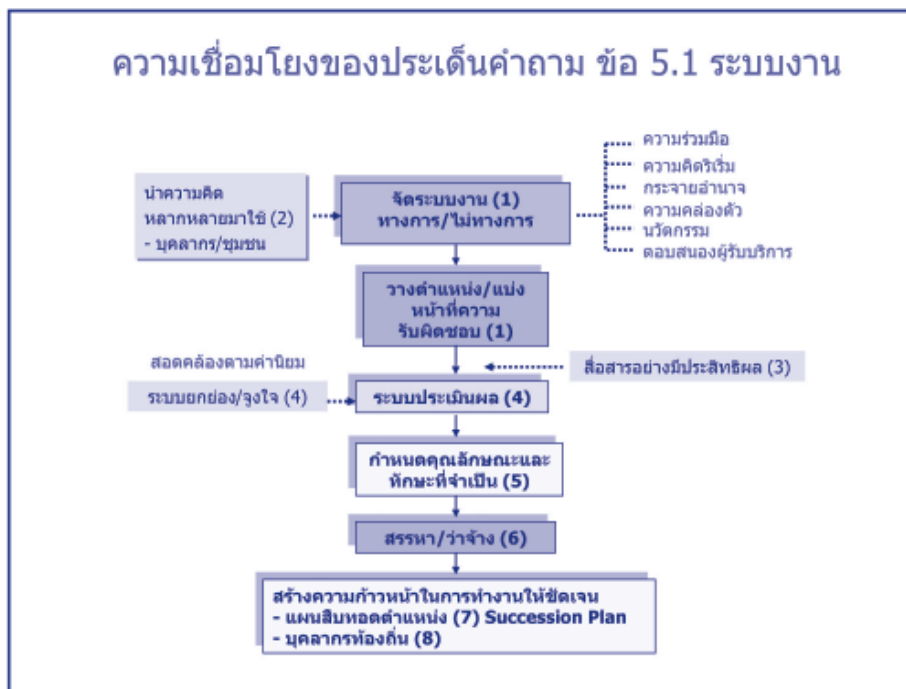 ความเชื่อมโยงของประเด็นคำถาม ข้อ 5.1 ระบบงาน
นำความคิด
หลากหลายมาใช้ (2)
- บุคลากร/ชุมชน
จัดระบบงาน (1)
ทางการ/ไม่ทางการ
ความร่วมมือ
ความคิดริเริ่ม
กระจายอำนาจ
ความคล่องตัว
นวัตกรรม
ตอบสนองผู้รับบริการ
วางตำแหน่ง/แบ่ง
หน้าที่ความ
รับผิดชอบ (1)
สอดคล้องตามค่านิยม
สื่อสารอย่างมีประสิทธิผล (3)
ระบบยกย่อง/จูงใจ (4)
ระบบประเมินผล (4)
กำหนดคุณลักษณะและ
ทักษะที่จำเป็น (5)
สรรหา/ว่าจ้าง (6)
สร้างความก้าวหน้าในการทำงานให้ชัดเจน
- แผนสืบทอดตำแหน่ง (7) Succession Plan
- บุคลากรท้องถิ่น (8)